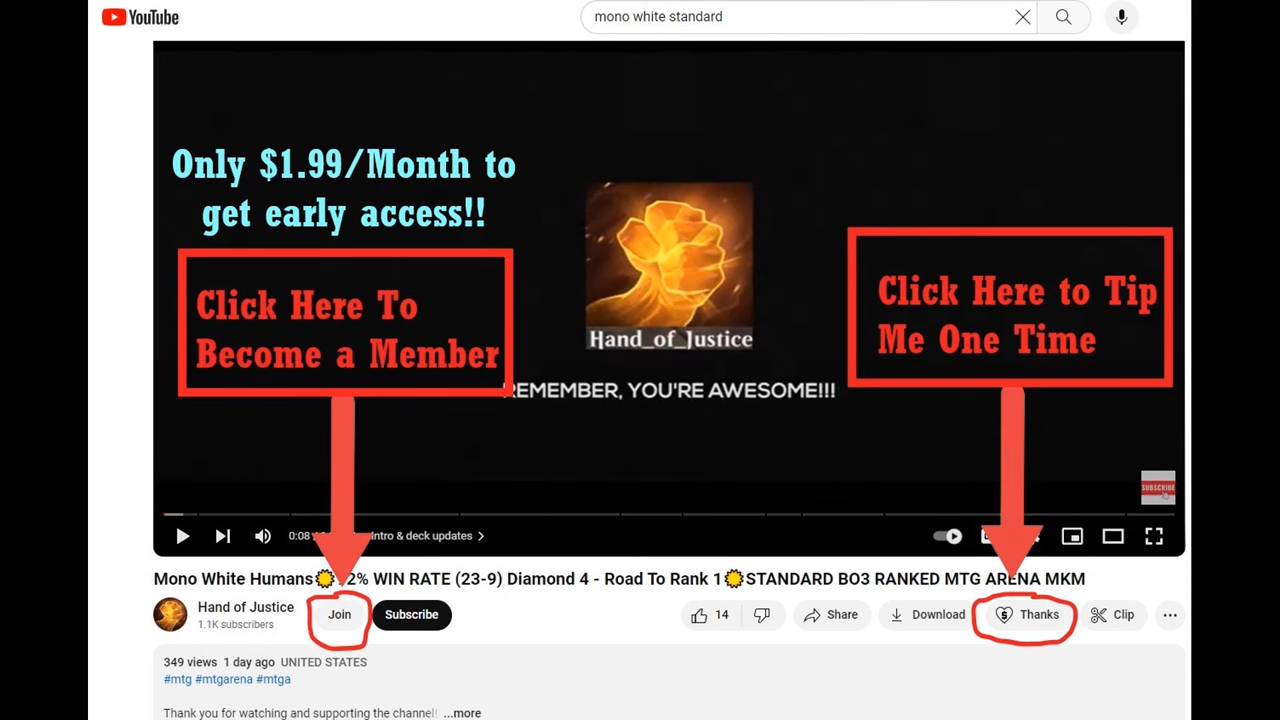 YouTube
mono white standard
Only $1.99/Month to
get early access!!
Click Here To
Become a Member
Click Here to Tip
Me One Time
Hand_of_Justice
REMEMBER, YOU'RE AWESOME!!!
SUBSCRIBE
0:08
Intro & deck updates
Mono White Humans 2% WIN RATE (23-9) Diamond 4 - Road To Rank 1 STANDARD BO3 RANKED MTG ARENA MKM
Hand of Justice
1.1K subscribers
Join
Subscribe
14
Share
Download
Thanks
Clip
349 views 1 day ago UNITED STATES
#mtg #mtgarena #mtga
Thank you for watching and supporting the channel! ...more